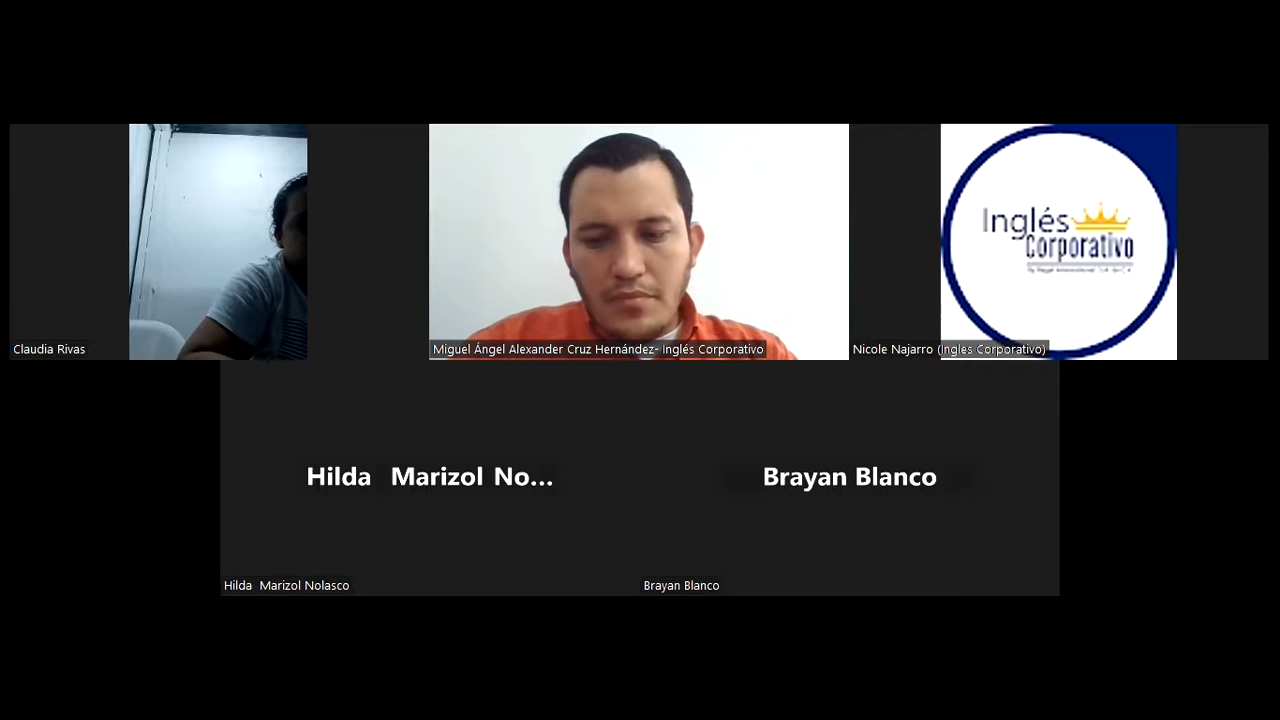 Inglés
Corporativo
Claudia Rivas
Miguel Ángel Alexander Cruz Hernández- Inglés Corporativo
Nicole Najarro (Ingles Corporativo)
Hilda Marizol No...
Brayan Blanco
Hilda Marizol Nolasco
Brayan Blanco